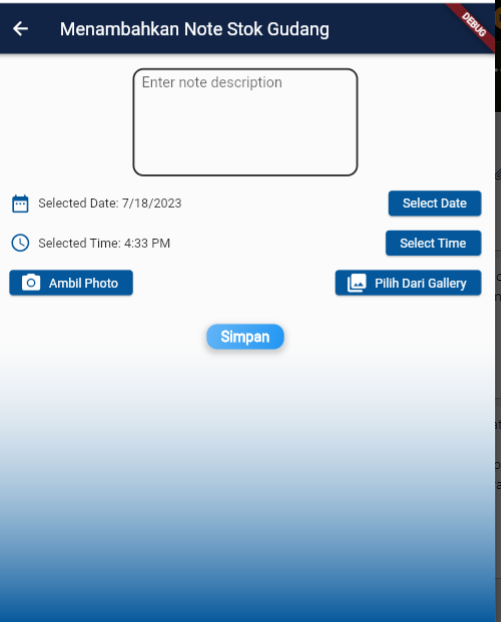 Menambahkan Note Stok Gudang
DEBUG
Enter note description
Selected Date: 7/18/2023
Select Date
Selected Time: 4:33 PM
Select Time
Ambil Photo
Pilih Dari Gallery
Simpan